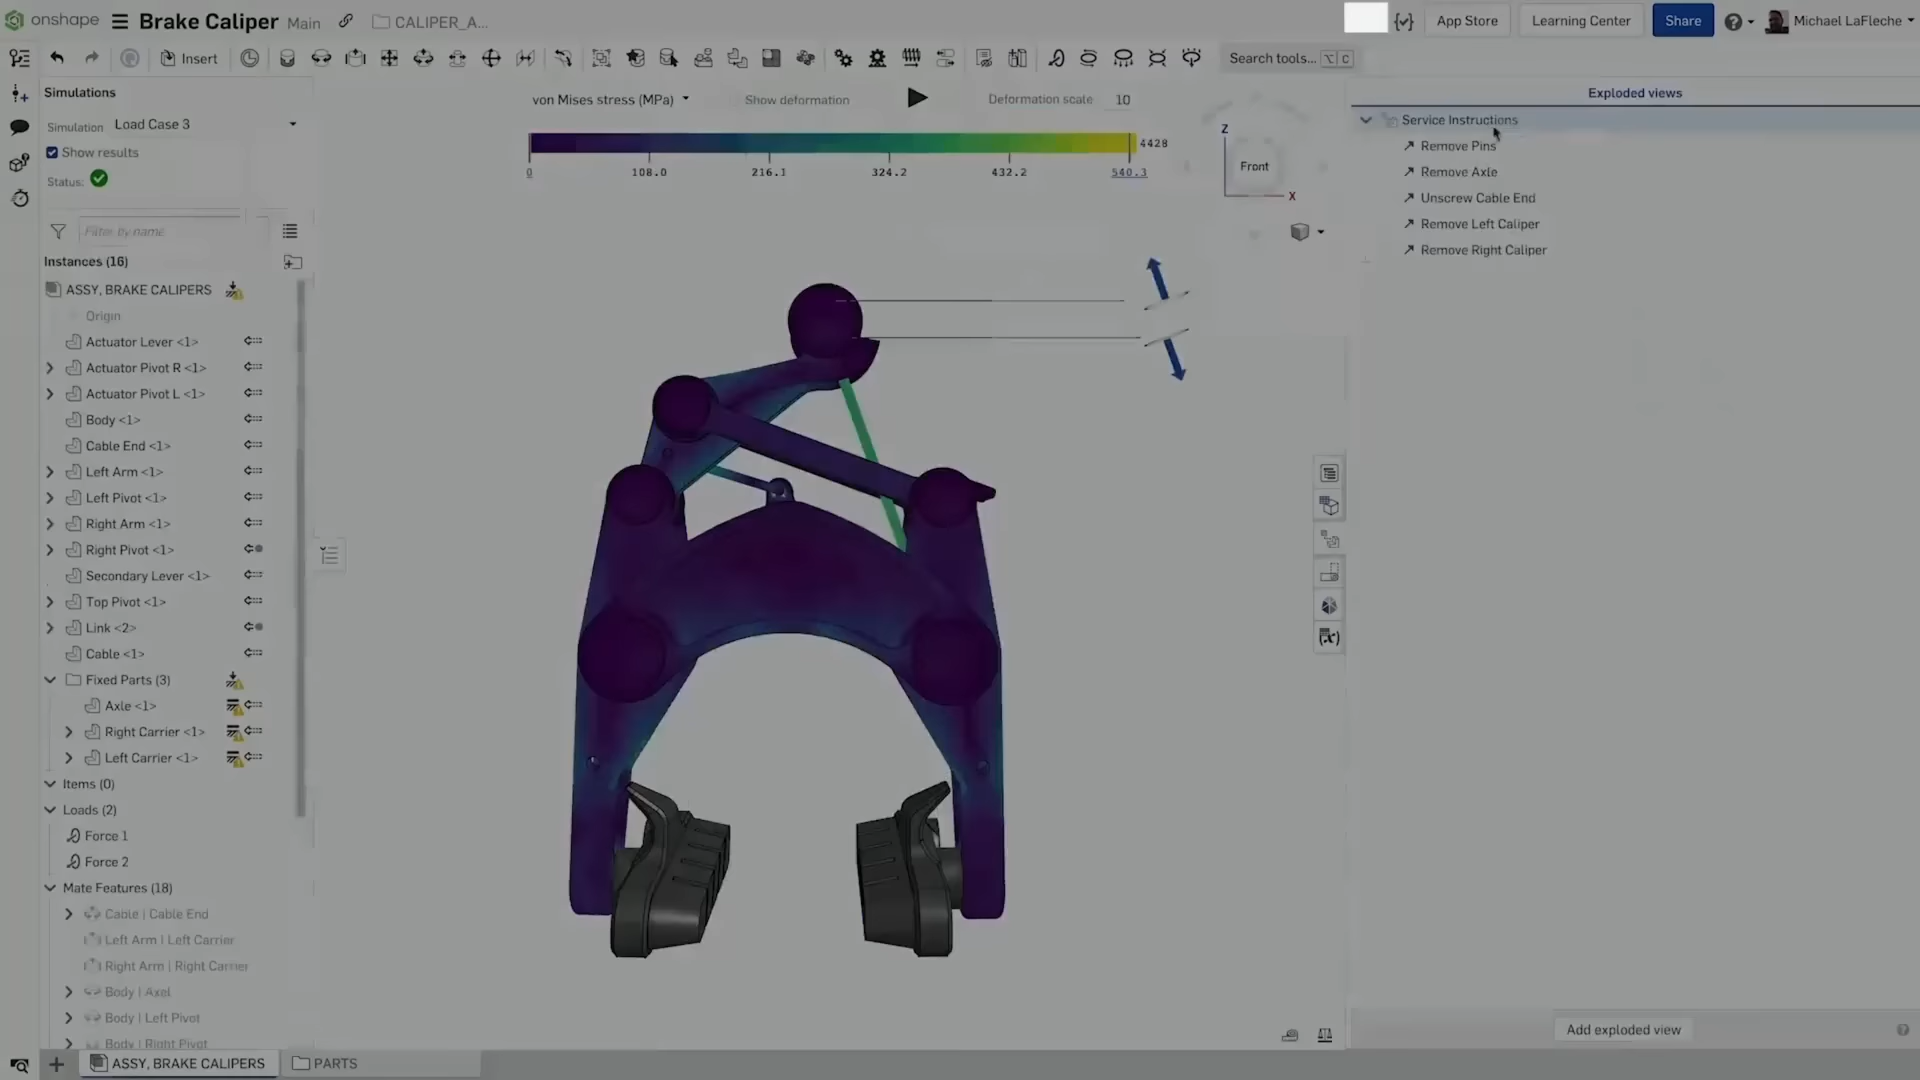 onshape Brake Caliper Main CALIPER_A...
App Store Learning Center Share Michael LaFleche
Insert Search tools... ⌥ C
Simulations
Simulation Load Case 3
Show results
Status:
Filter by name
Instances (16)
ASSY, BRAKE CALIPERS
Origin
Actuator Lever <1>
Actuator Pivot R <1>
Actuator Pivot L <1>
Body <1>
Cable End <1>
Left Arm <1>
Left Pivot <1>
Right Arm <1>
Right Pivot <1>
Secondary Lever <1>
Top Pivot <1>
Link <2>
Cable <1>
Fixed Parts (3)
Axle <1>
Right Carrier <1>
Left Carrier <1>
Items (0)
Loads (2)
Force 1
Force 2
Mate Features (18)
Cable | Cable End
Left Arm | Left Carrier
Right Arm | Right Carrier
Body | Axel
Body | Left Pivot
Body | Right Pivot
von Mises stress (MPa) Show deformation Deformation scale 10
4428
0 108.0 216.1 324.2 432.2 540.3
Z
Front
X
(x)
Exploded views
Service Instructions
Remove Pins
Remove Axle
Unscrew Cable End
Remove Left Caliper
Remove Right Caliper
Add exploded view
ASSY, BRAKE CALIPERS PARTS